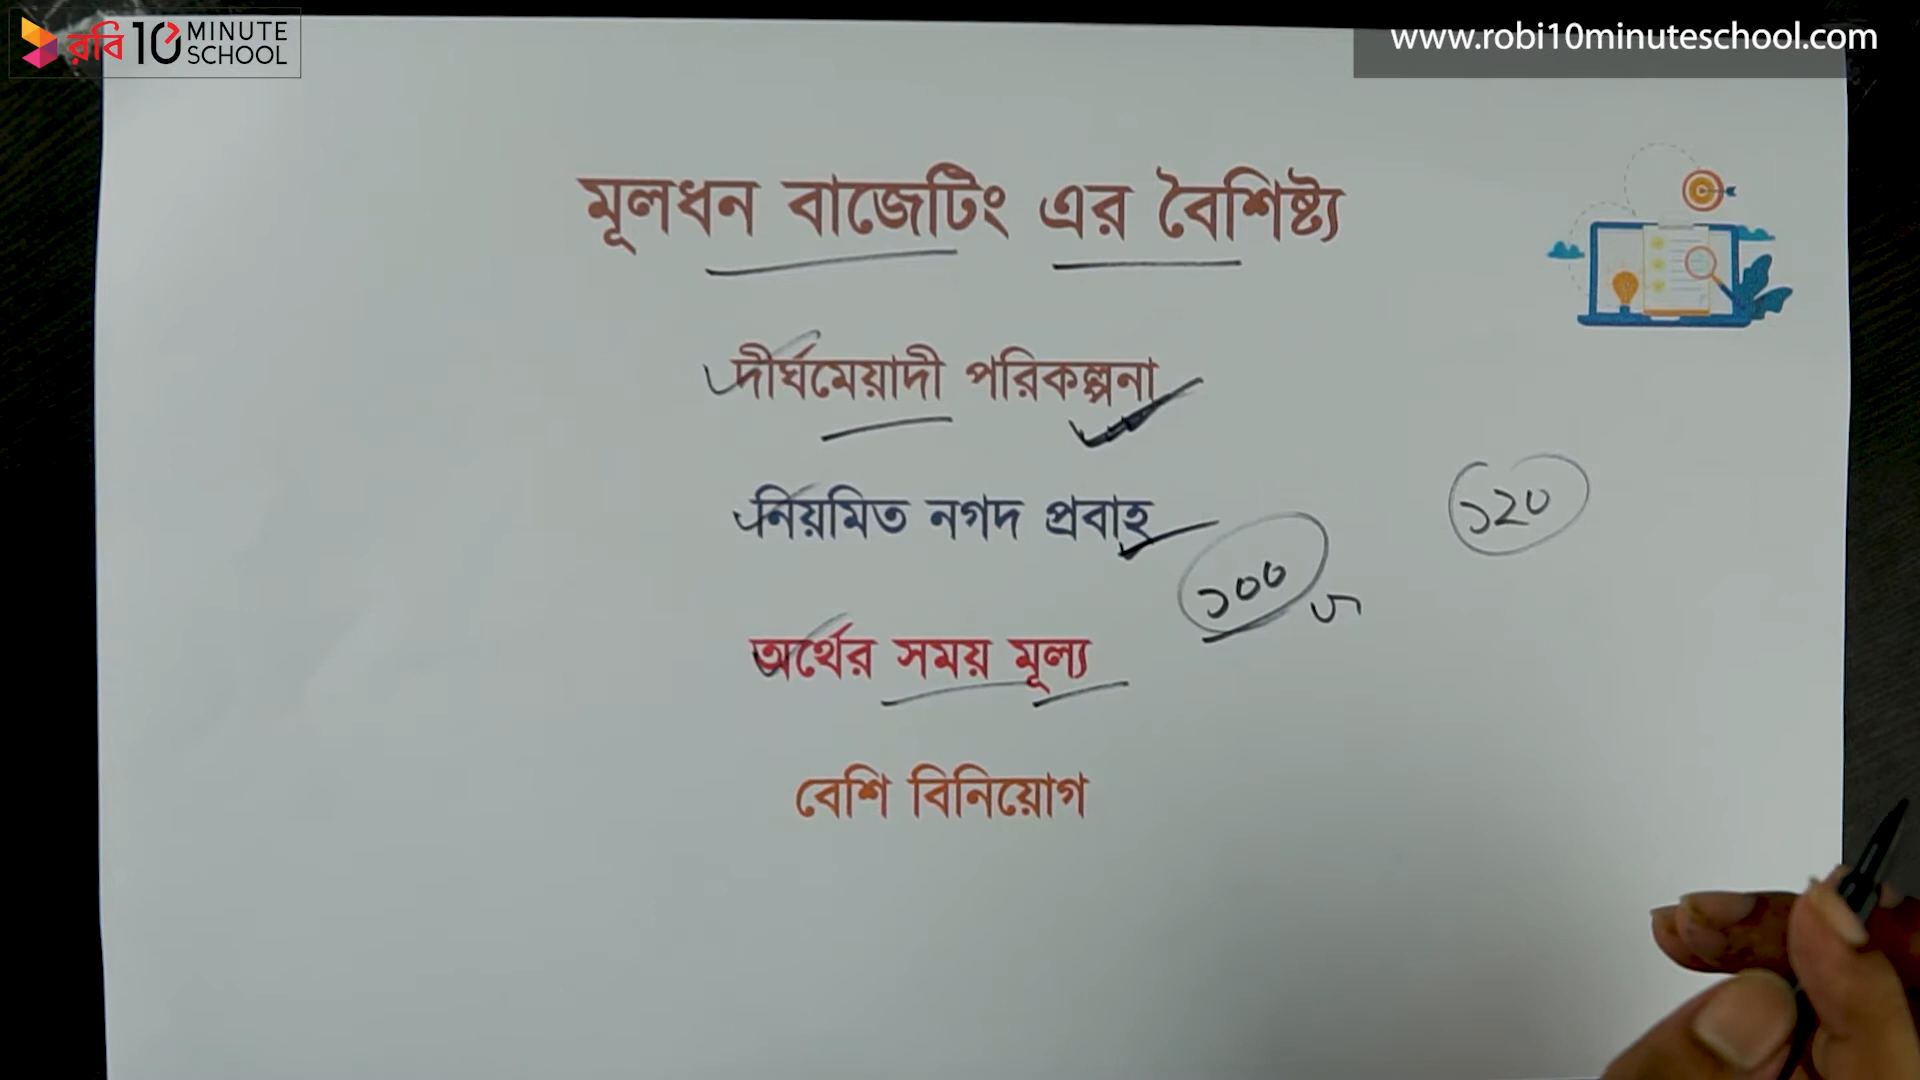 রবি 10 MINUTE SCHOOL
www.robi10minuteschool.com
মূলধন বাজেটিং এর বৈশিষ্ট্য
দীর্ঘমেয়াদী পরিকল্পনা
নিয়মিত নগদ প্রবাহ
১২০
১০০
অর্থের সময় মূল্য
বেশি বিনিয়োগ